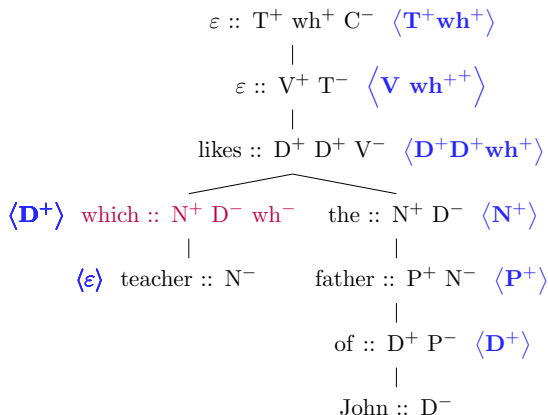 ε :: T⁺ wh⁺ C⁻ ⟨T⁺wh⁺⟩
ε :: V⁺ T⁻ ⟨V wh⁺⁺⟩
likes :: D⁺ D⁺ V⁻ ⟨D⁺D⁺wh⁺⟩
⟨D⁺⟩ which :: N⁺ D⁻ wh⁻ the :: N⁺ D⁻ ⟨N⁺⟩
⟨ε⟩ teacher :: N⁻ father :: P⁺ N⁻ ⟨P⁺⟩
of :: D⁺ P⁻ ⟨D⁺⟩
John :: D⁻